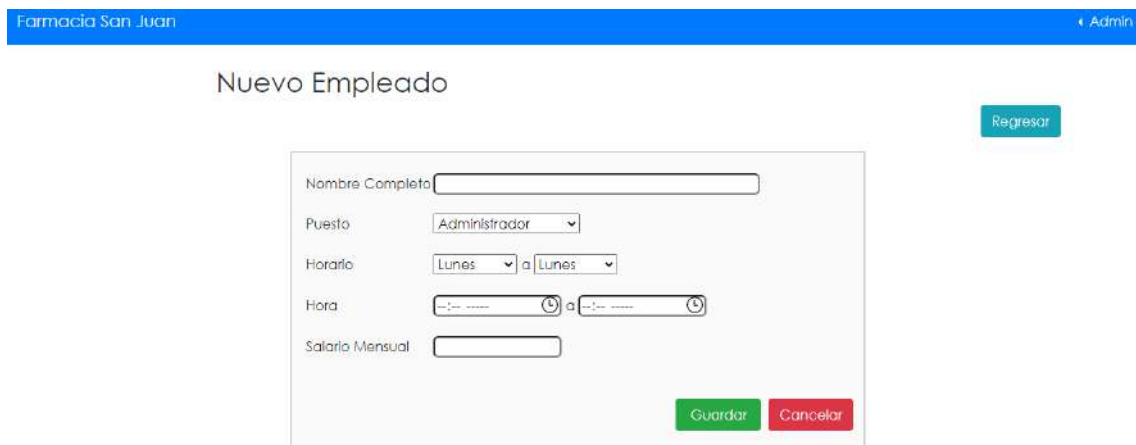 Farmacia San Juan
Admin
Nuevo Empleado
Regresar
Nombre Completo
Puesto Administrador
Horario Lunes a Lunes
Hora --:-- ----- a --:-- -----
Salario Mensual
Guardar Cancelar